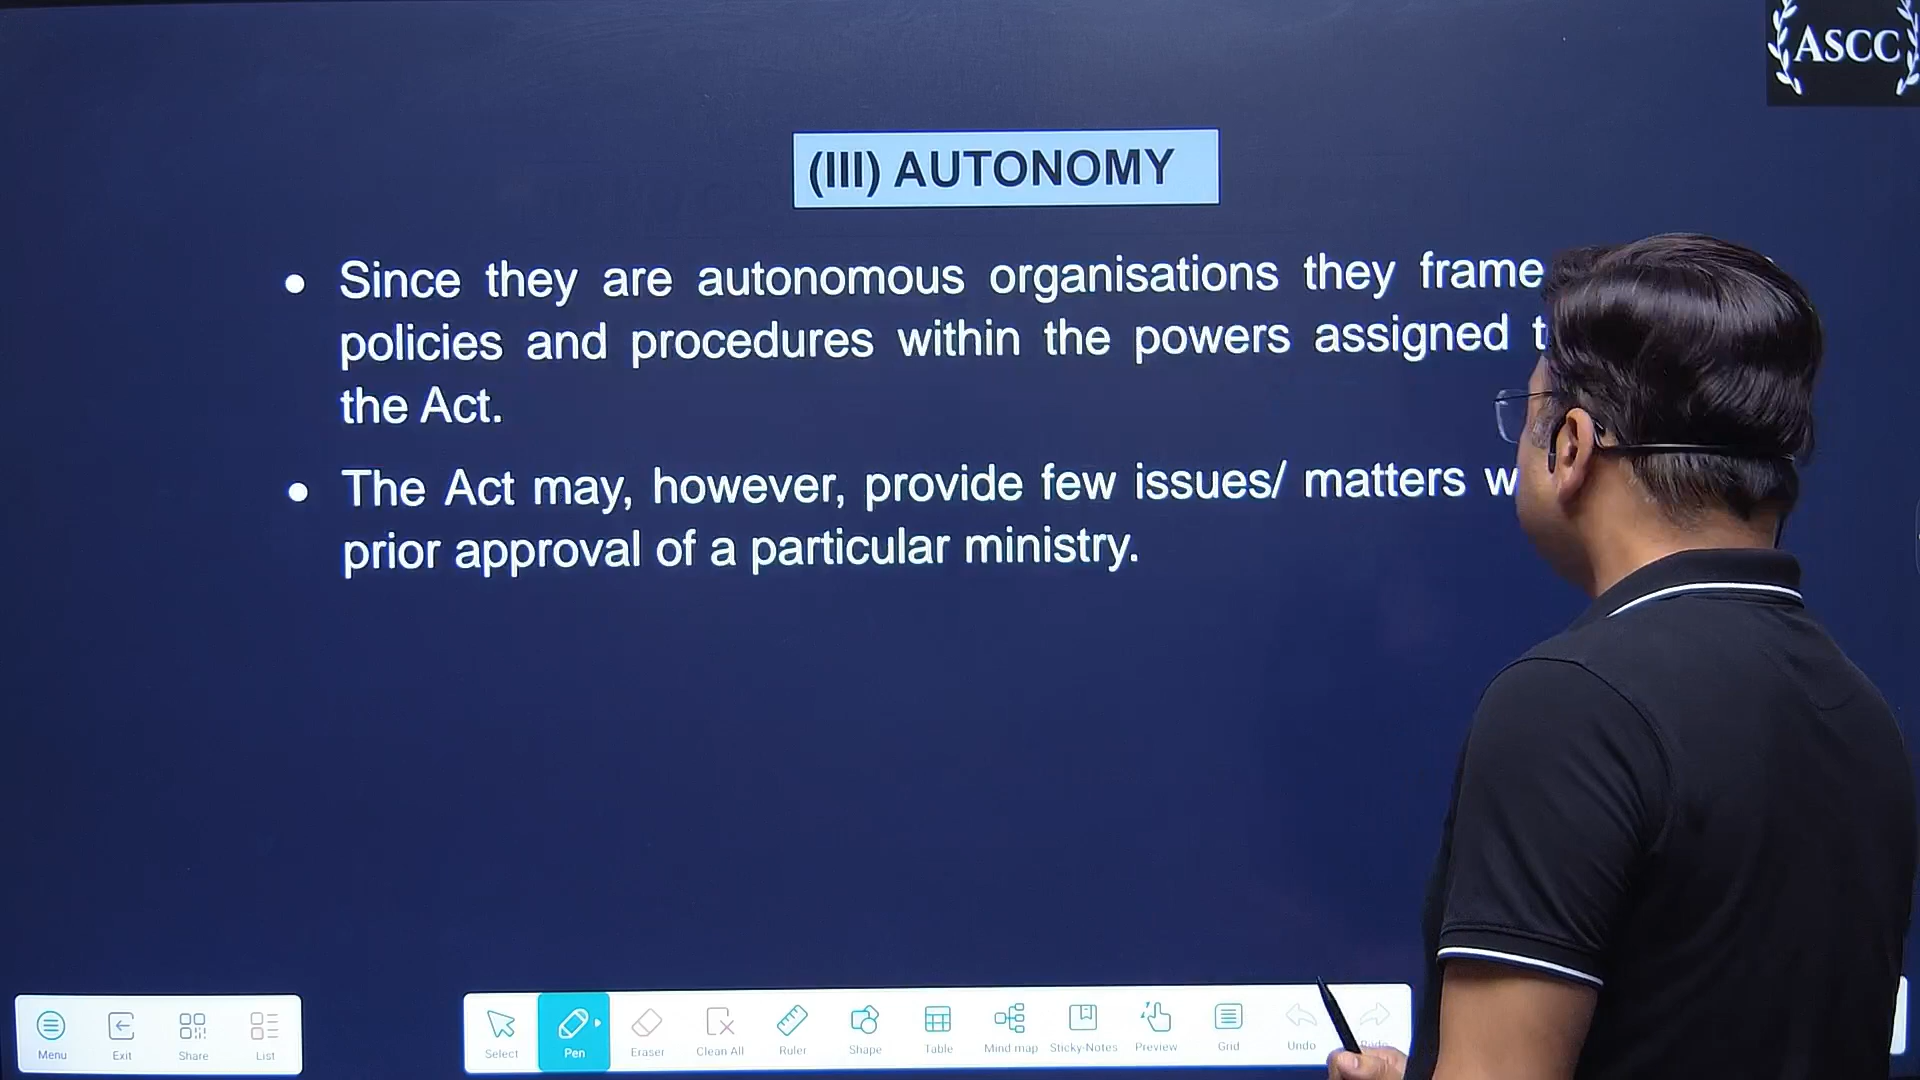 ASCC
(III) AUTONOMY
• Since they are autonomous organisations they frame
policies and procedures within the powers assigned
the Act.
• The Act may, however, provide few issues/ matters
prior approval of a particular ministry.
Menu Exit Share List
Select Pen Eraser Clean All Ruler Shape Table Mind map Sticky-Notes Preview Grid Undo Redo